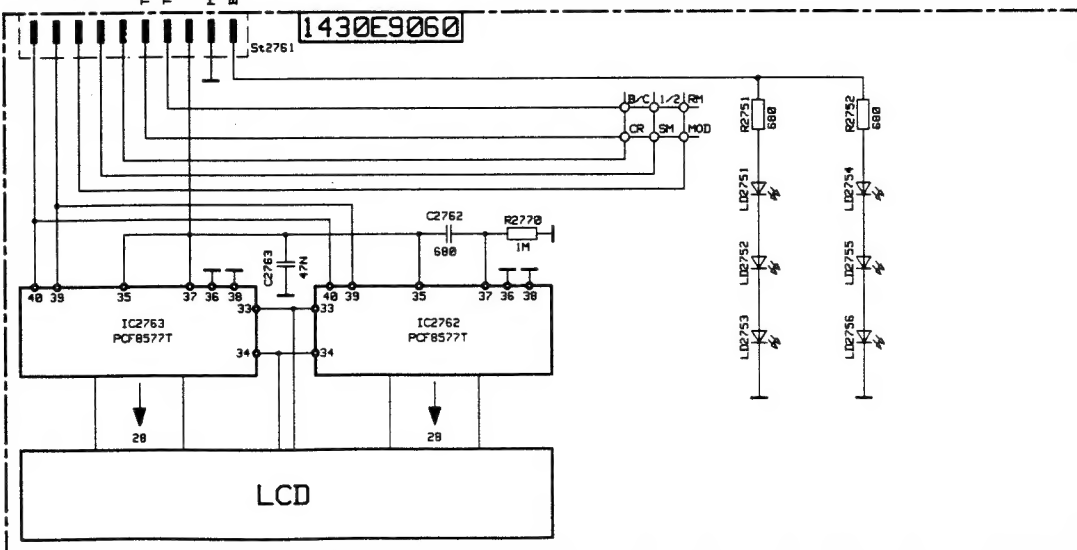 1430E9060
St2761
B/C 1/2 RM
CR SM MOD
R2751
680
R2752
680
LD2751
LD2752
LD2753
LD2754
LD2755
LD2756
C2762
680
R2770
1M
C2763
47N
40 39 35 37 36 38
33
34
IC2763
PCF8577T
40 39 35 37 36 38
33
34
IC2762
PCF8577T
28
28
LCD